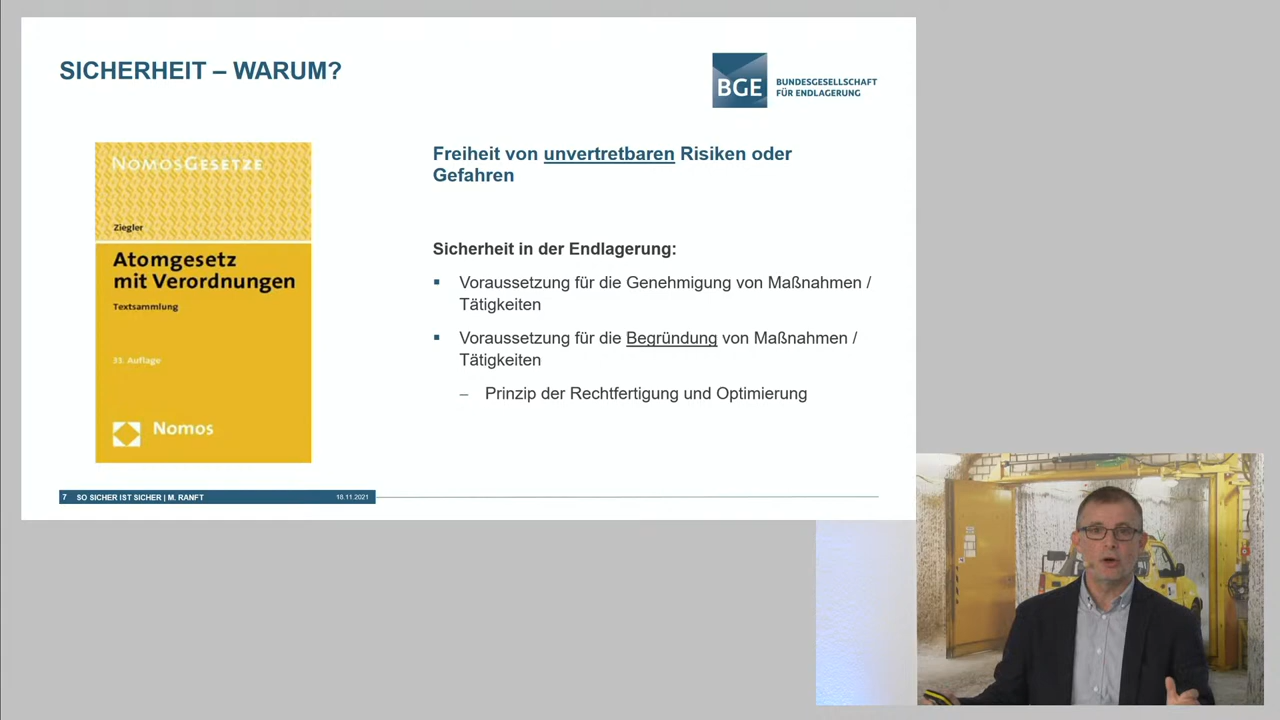 SICHERHEIT – WARUM?
BGE
BUNDESGESELLSCHAFT
FÜR ENDLAGERUNG
NOMOSGESETZE
Ziegler
Atomgesetz
mit Verordnungen
Textsammlung
33. Auflage
Nomos
Freiheit von unvertretbaren Risiken oder
Gefahren
Sicherheit in der Endlagerung:
▪ Voraussetzung für die Genehmigung von Maßnahmen /
Tätigkeiten
▪ Voraussetzung für die Begründung von Maßnahmen /
Tätigkeiten
– Prinzip der Rechtfertigung und Optimierung
7 SO SICHER IST SICHER | M. RANFT 18.11.2021